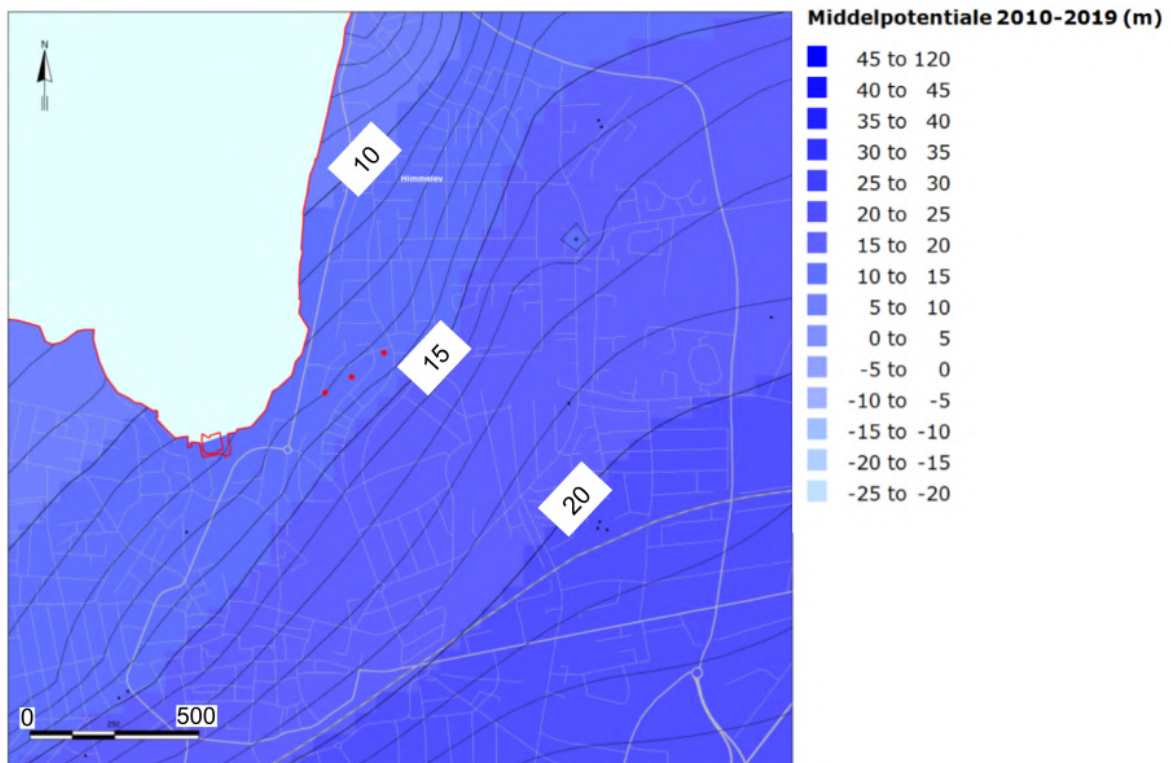 Middelpotentiale 2010-2019 (m)
45 to 120
40 to 45
35 to 40
30 to 35
25 to 30
20 to 25
15 to 20
10 to 15
5 to 10
0 to 5
-5 to 0
-10 to -5
-15 to -10
-20 to -15
-25 to -20
N
10
Himmelev
15
20
0 250 500